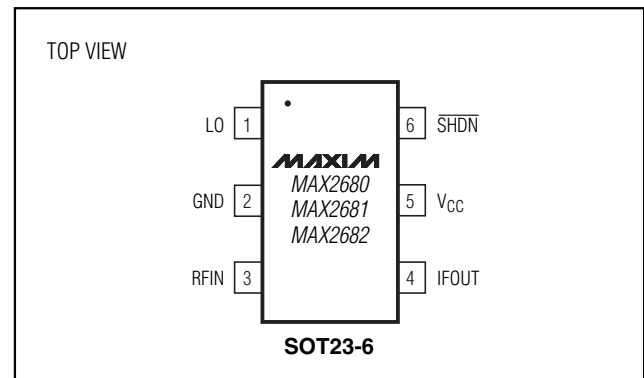 TOP VIEW
LO 1
6 SHDN
MAXIM
MAX2680
MAX2681
MAX2682
GND 2
5 VCC
RFIN 3
4 IFOUT
SOT23-6